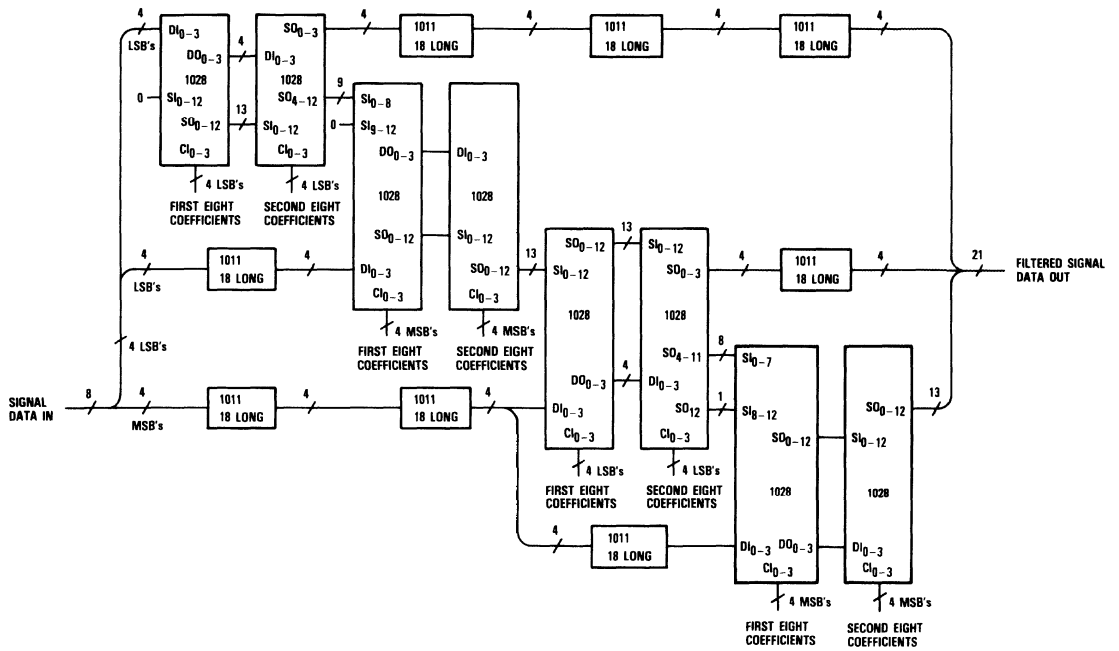 4
LSB's
DI0–3
DO0–3
1028
0
SI0–12
SO0–12
CI0–3
4 LSB's
FIRST EIGHT
COEFFICIENTS
4
13
SO0–3
DI0–3
1028
SO4–12
SI0–12
CI0–3
4 LSB's
SECOND EIGHT
COEFFICIENTS
4
1011
18 LONG
4
1011
18 LONG
4
1011
18 LONG
4
9
0
SI0–8
SI9–12
DO0–3
1028
SO0–12
DI0–3
CI0–3
4 MSB's
FIRST EIGHT
COEFFICIENTS
DI0–3
1028
SI0–12
SO0–12
CI0–3
4 MSB's
SECOND EIGHT
COEFFICIENTS
4
LSB's
1011
18 LONG
4
13
SO0–12
SI0–12
1028
DO0–3
DI0–3
CI0–3
4 LSB's
FIRST EIGHT
COEFFICIENTS
13
4
SI0–12
SO0–3
1028
SO4–11
DI0–3
SO12
CI0–3
4 LSB's
SECOND EIGHT
COEFFICIENTS
4
1011
18 LONG
4
21
FILTERED SIGNAL
DATA OUT
4 LSB's
SIGNAL
DATA IN
8
4
MSB's
1011
18 LONG
4
1011
18 LONG
4
8
1
SI0–7
SI8–12
SO0–12
1028
DI0–3
DO0–3
CI0–3
4 MSB's
FIRST EIGHT
COEFFICIENTS
SO0–12
SI0–12
1028
DI0–3
CI0–3
4 MSB's
SECOND EIGHT
COEFFICIENTS
13
4
1011
18 LONG